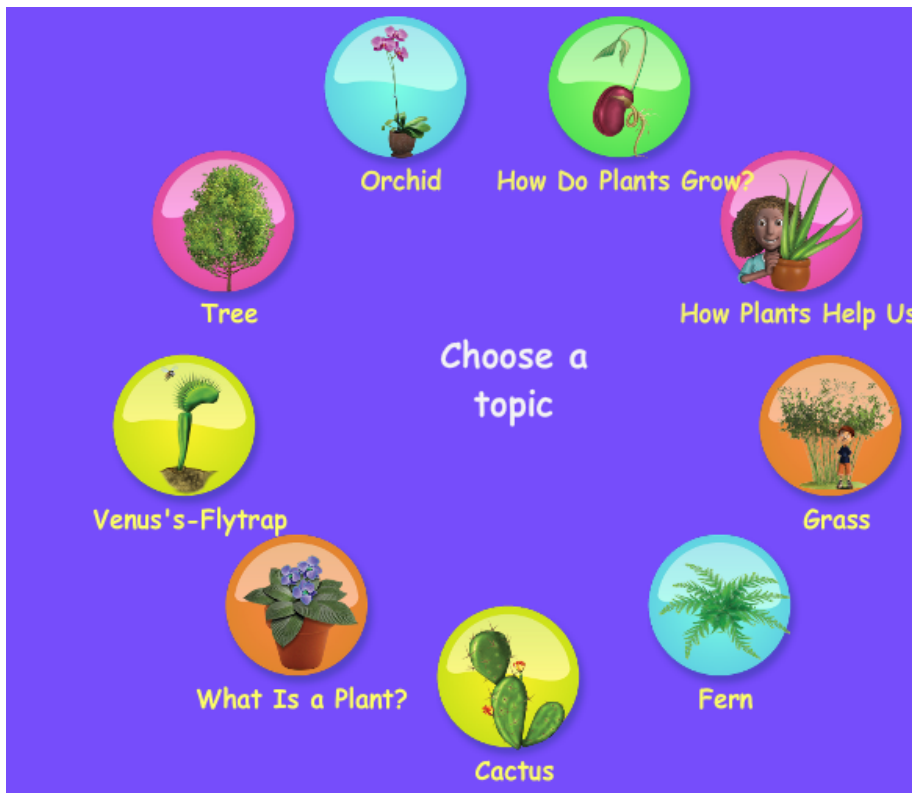 Orchid
How Do Plants Grow?
Tree
How Plants Help Us
Choose a
topic
Venus's-Flytrap
Grass
What Is a Plant?
Fern
Cactus